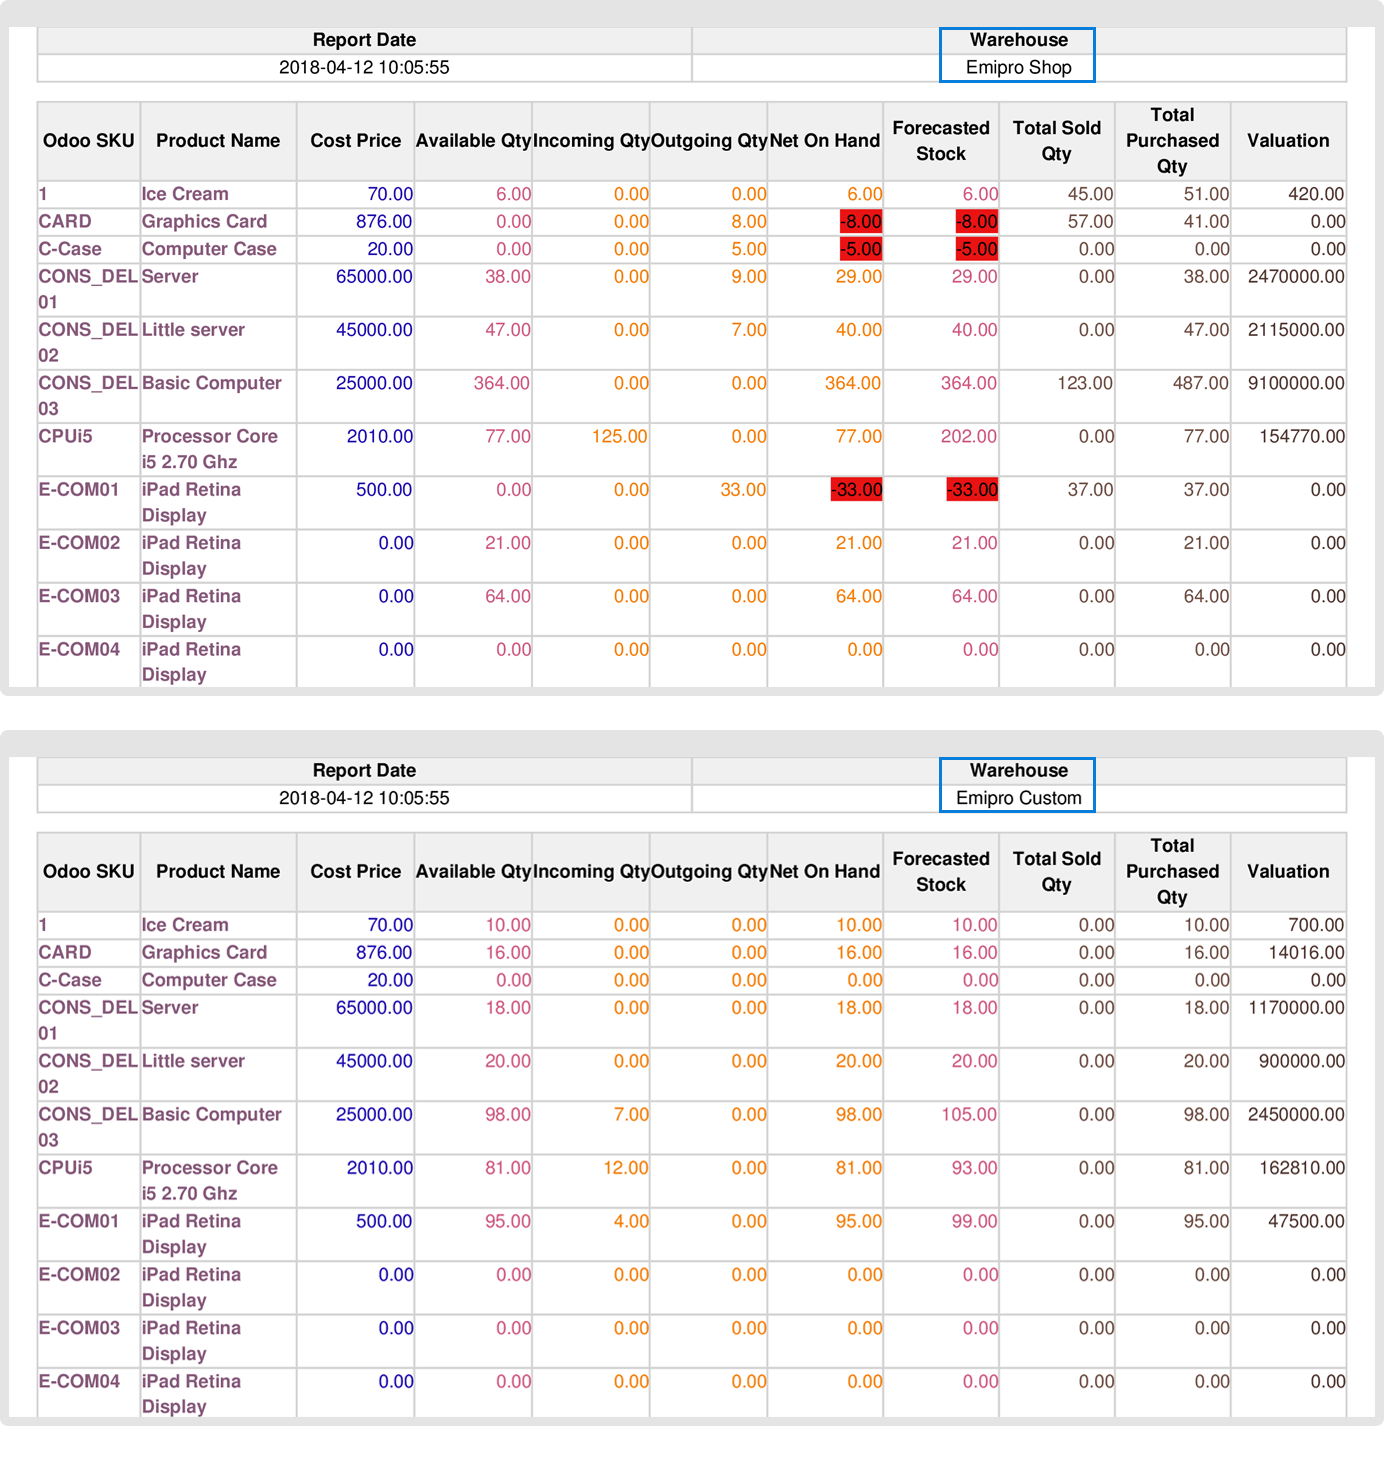 Report Date Warehouse
2018-04-12 10:05:55 Emipro Shop
Odoo SKU Product Name Cost Price Available Qty Incoming Qty Outgoing Qty Net On Hand Forecasted Stock Total Sold Qty Total Purchased Qty Valuation
1 Ice Cream 70.00 6.00 0.00 0.00 6.00 6.00 45.00 51.00 420.00
CARD Graphics Card 876.00 0.00 0.00 8.00 -8.00 -8.00 57.00 41.00 0.00
C-Case Computer Case 20.00 0.00 0.00 5.00 -5.00 -5.00 0.00 0.00 0.00
CONS_DEL Server 65000.00 38.00 0.00 9.00 29.00 29.00 0.00 38.00 2470000.00
01
CONS_DEL Little server 45000.00 47.00 0.00 7.00 40.00 40.00 0.00 47.00 2115000.00
02
CONS_DEL Basic Computer 25000.00 364.00 0.00 0.00 364.00 364.00 123.00 487.00 9100000.00
03
CPUi5 Processor Core 2010.00 77.00 125.00 0.00 77.00 202.00 0.00 77.00 154770.00
i5 2.70 Ghz
E-COM01 iPad Retina 500.00 0.00 0.00 33.00 -33.00 -33.00 37.00 37.00 0.00
Display
E-COM02 iPad Retina 0.00 21.00 0.00 0.00 21.00 21.00 0.00 21.00 0.00
Display
E-COM03 iPad Retina 0.00 64.00 0.00 0.00 64.00 64.00 0.00 64.00 0.00
Display
E-COM04 iPad Retina 0.00 0.00 0.00 0.00 0.00 0.00 0.00 0.00 0.00
Display
Report Date Warehouse
2018-04-12 10:05:55 Emipro Custom
Odoo SKU Product Name Cost Price Available Qty Incoming Qty Outgoing Qty Net On Hand Forecasted Stock Total Sold Qty Total Purchased Qty Valuation
1 Ice Cream 70.00 10.00 0.00 0.00 10.00 10.00 0.00 10.00 700.00
CARD Graphics Card 876.00 16.00 0.00 0.00 16.00 16.00 0.00 16.00 14016.00
C-Case Computer Case 20.00 0.00 0.00 0.00 0.00 0.00 0.00 0.00 0.00
CONS_DEL Server 65000.00 18.00 0.00 0.00 18.00 18.00 0.00 18.00 1170000.00
01
CONS_DEL Little server 45000.00 20.00 0.00 0.00 20.00 20.00 0.00 20.00 900000.00
02
CONS_DEL Basic Computer 25000.00 98.00 7.00 0.00 98.00 105.00 0.00 98.00 2450000.00
03
CPUi5 Processor Core 2010.00 81.00 12.00 0.00 81.00 93.00 0.00 81.00 162810.00
i5 2.70 Ghz
E-COM01 iPad Retina 500.00 95.00 4.00 0.00 95.00 99.00 0.00 95.00 47500.00
Display
E-COM02 iPad Retina 0.00 0.00 0.00 0.00 0.00 0.00 0.00 0.00 0.00
Display
E-COM03 iPad Retina 0.00 0.00 0.00 0.00 0.00 0.00 0.00 0.00 0.00
Display
E-COM04 iPad Retina 0.00 0.00 0.00 0.00 0.00 0.00 0.00 0.00 0.00
Display